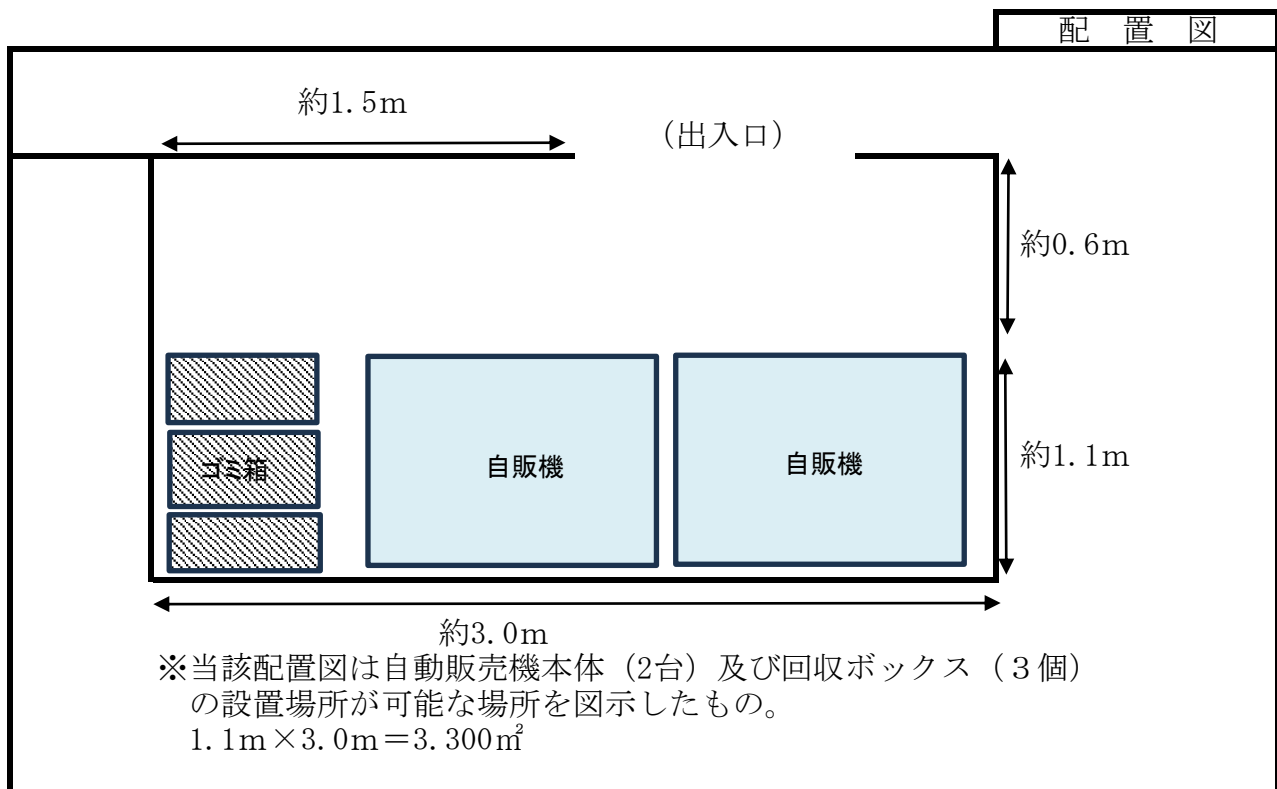 配 置 図
約1.5m
（出入口）
約0.6m
ゴミ箱
自販機
自販機
約1.1m
約3.0m
※当該配置図は自動販売機本体（2台）及び回収ボックス（３個）
の設置場所が可能な場所を図示したもの。
1.1m×3.0m＝3.300㎡